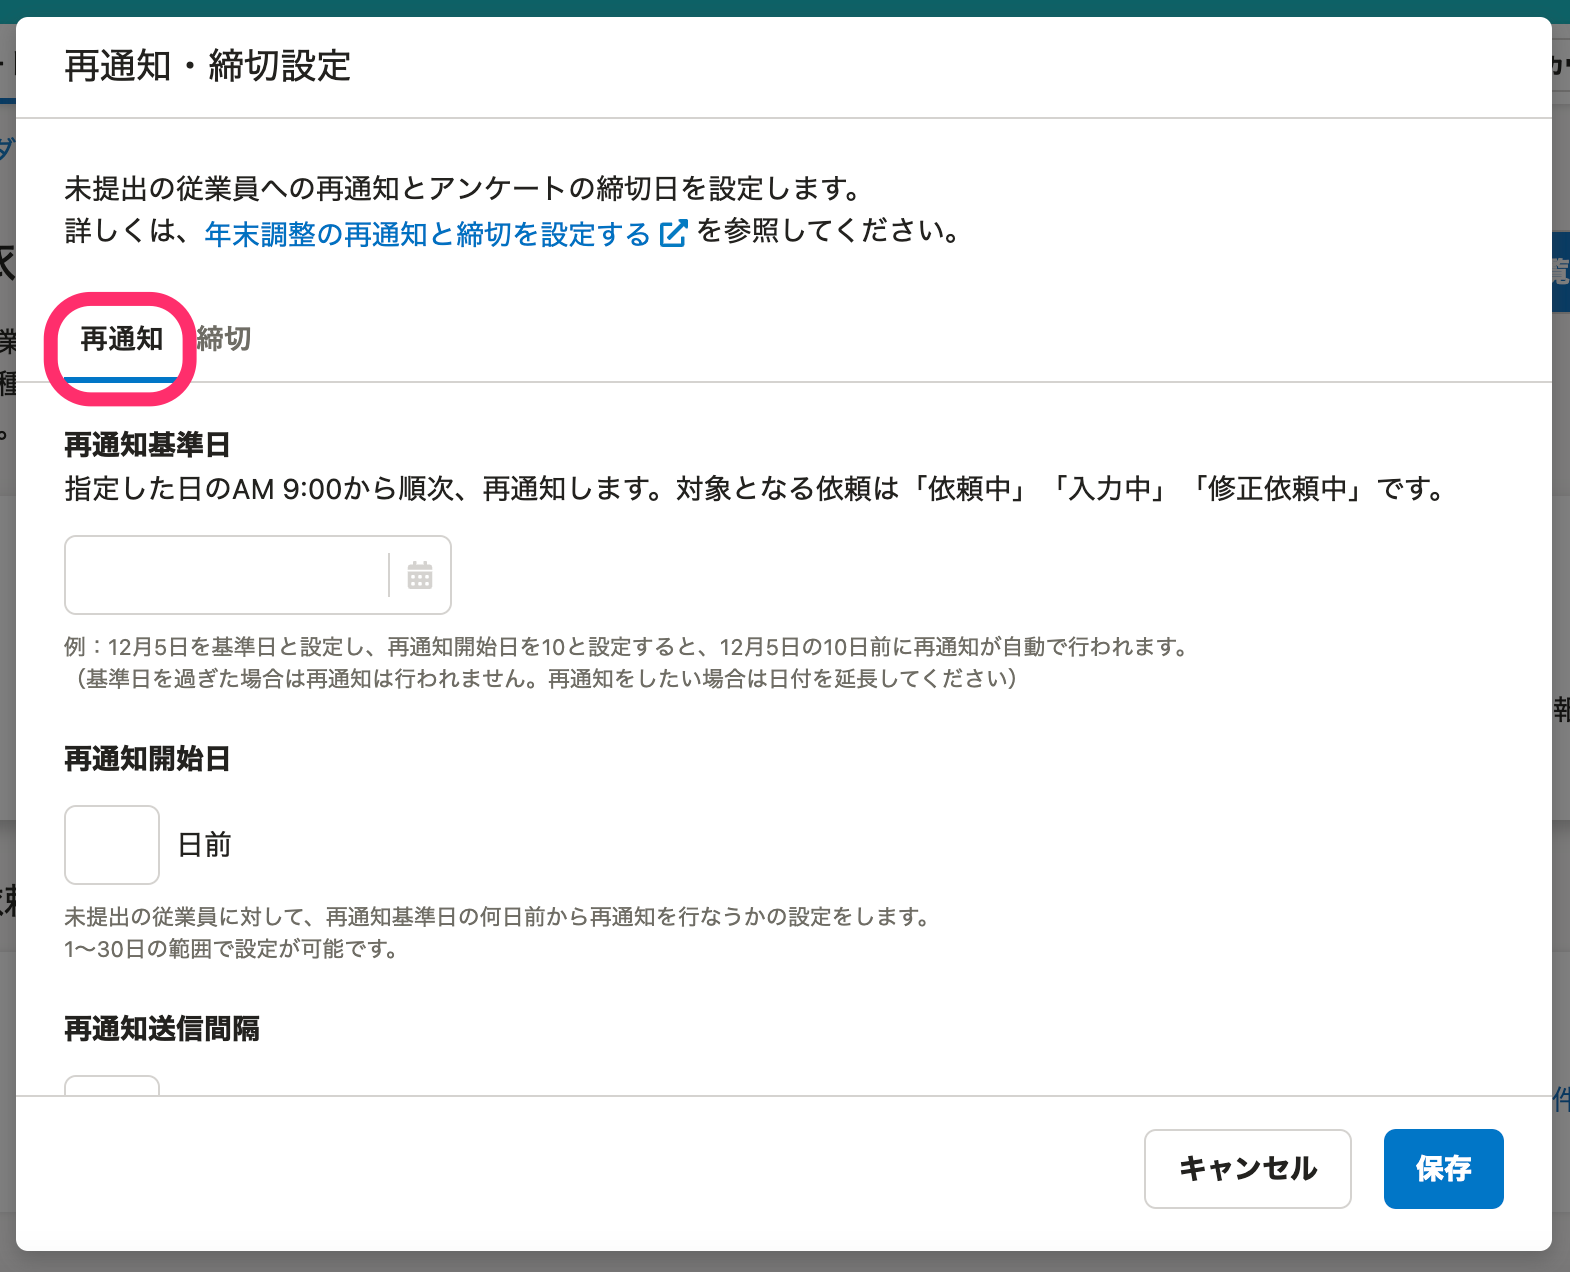 再通知・締切設定
未提出の従業員への再通知とアンケートの締切日を設定します。
詳しくは、年末調整の再通知と締切を設定する を参照してください。
再通知 締切
再通知基準日
指定した日のAM 9:00から順次、再通知します。対象となる依頼は「依頼中」「入力中」「修正依頼中」です。
例：12月5日を基準日と設定し、再通知開始日を10と設定すると、12月5日の10日前に再通知が自動で行われます。
（基準日を過ぎた場合は再通知は行われません。再通知をしたい場合は日付を延長してください）
再通知開始日
日前
未提出の従業員に対して、再通知基準日の何日前から再通知を行なうかの設定をします。
1〜30日の範囲で設定が可能です。
再通知送信間隔
キャンセル 保存